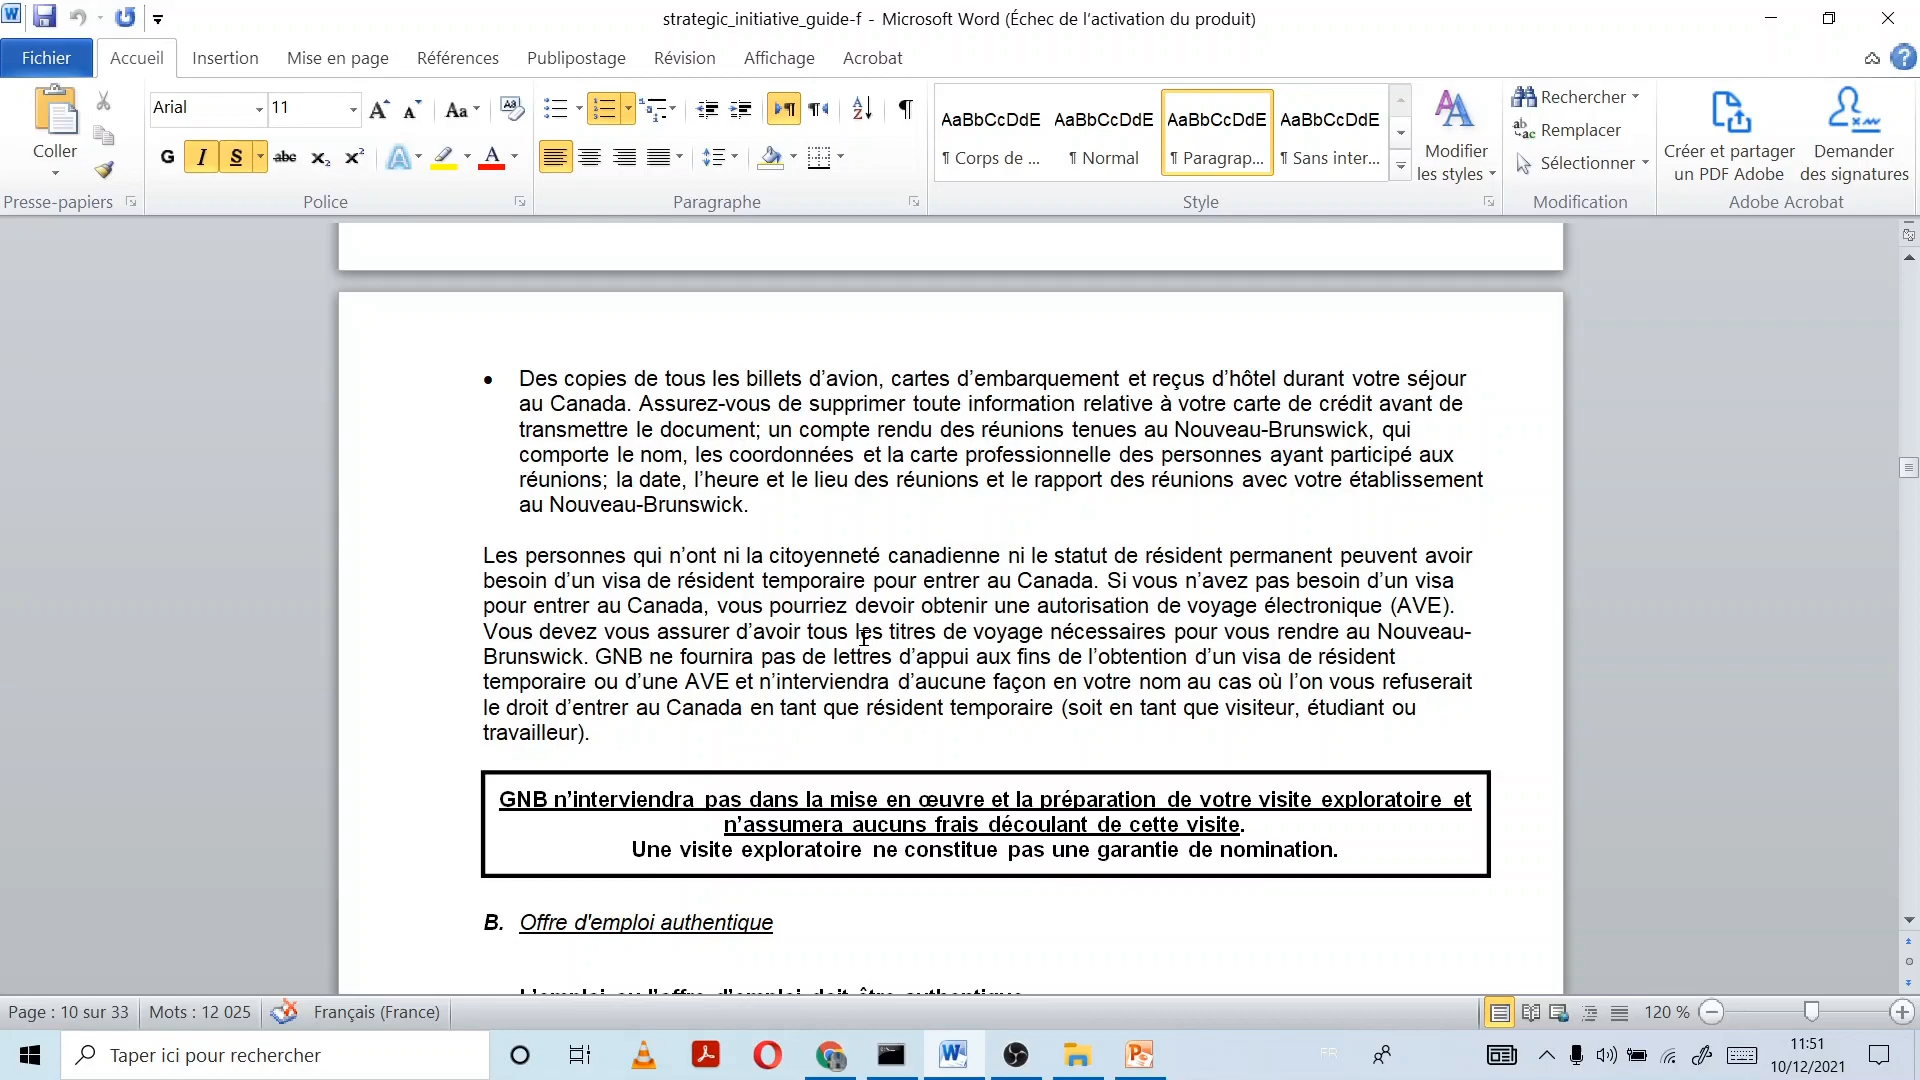 strategic_initiative_guide-f - Microsoft Word (Échec de l'activation du produit)
Fichier Accueil Insertion Mise en page Références Publipostage Révision Affichage Acrobat
Coller
Presse-papiers
Arial 11
G I S abc x₂ x² A A
Police
Paragraphe
AaBbCcDdE AaBbCcDdE AaBbCcDdE AaBbCcDdE
¶ Corps de ... ¶ Normal ¶ Paragrap... ¶ Sans inter...
Style
Modifier
les styles
Rechercher
Remplacer
Sélectionner
Modification
Créer et partager
un PDF Adobe
Demander
des signatures
Adobe Acrobat
• Des copies de tous les billets d’avion, cartes d’embarquement et reçus d’hôtel durant votre séjour
au Canada. Assurez-vous de supprimer toute information relative à votre carte de crédit avant de
transmettre le document; un compte rendu des réunions tenues au Nouveau-Brunswick, qui
comporte le nom, les coordonnées et la carte professionnelle des personnes ayant participé aux
réunions; la date, l’heure et le lieu des réunions et le rapport des réunions avec votre établissement
au Nouveau-Brunswick.
Les personnes qui n’ont ni la citoyenneté canadienne ni le statut de résident permanent peuvent avoir
besoin d’un visa de résident temporaire pour entrer au Canada. Si vous n’avez pas besoin d’un visa
pour entrer au Canada, vous pourriez devoir obtenir une autorisation de voyage électronique (AVE).
Vous devez vous assurer d’avoir tous les titres de voyage nécessaires pour vous rendre au Nouveau-
Brunswick. GNB ne fournira pas de lettres d’appui aux fins de l’obtention d’un visa de résident
temporaire ou d’une AVE et n’interviendra d’aucune façon en votre nom au cas où l’on vous refuserait
le droit d’entrer au Canada en tant que résident temporaire (soit en tant que visiteur, étudiant ou
travailleur).
GNB n’interviendra pas dans la mise en œuvre et la préparation de votre visite exploratoire et
n’assumera aucuns frais découlant de cette visite.
Une visite exploratoire ne constitue pas une garantie de nomination.
B. Offre d'emploi authentique
L’emploi ou l’offre d’emploi doit être authentique
Page : 10 sur 33 Mots : 12 025 Français (France) 120 %
Taper ici pour rechercher
FR
11:51
10/12/2021